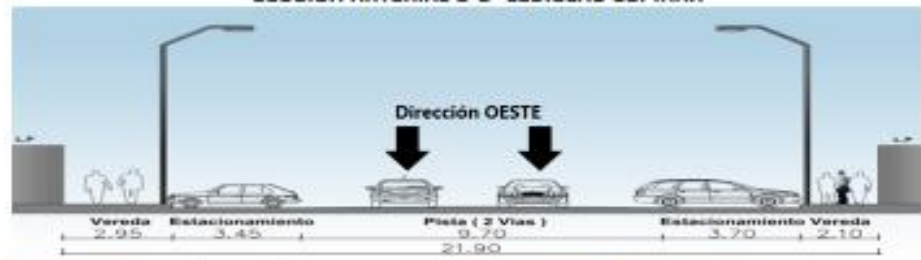 Dirección OESTE
Vereda Estacionamiento Pista ( 2 Vias ) Estacionamiento Vereda
2.95 3.45 9.70 3.70 2.10
21.90